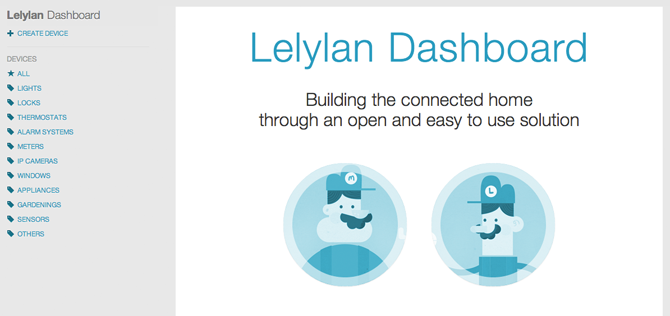 Lelylan Dashboard
CREATE DEVICE
DEVICES
ALL
LIGHTS
LOCKS
THERMOSTATS
ALARM SYSTEMS
METERS
IP CAMERAS
WINDOWS
APPLIANCES
GARDENINGS
SENSORS
OTHERS
Lelylan Dashboard
Building the connected home
through an open and easy to use solution
M
L